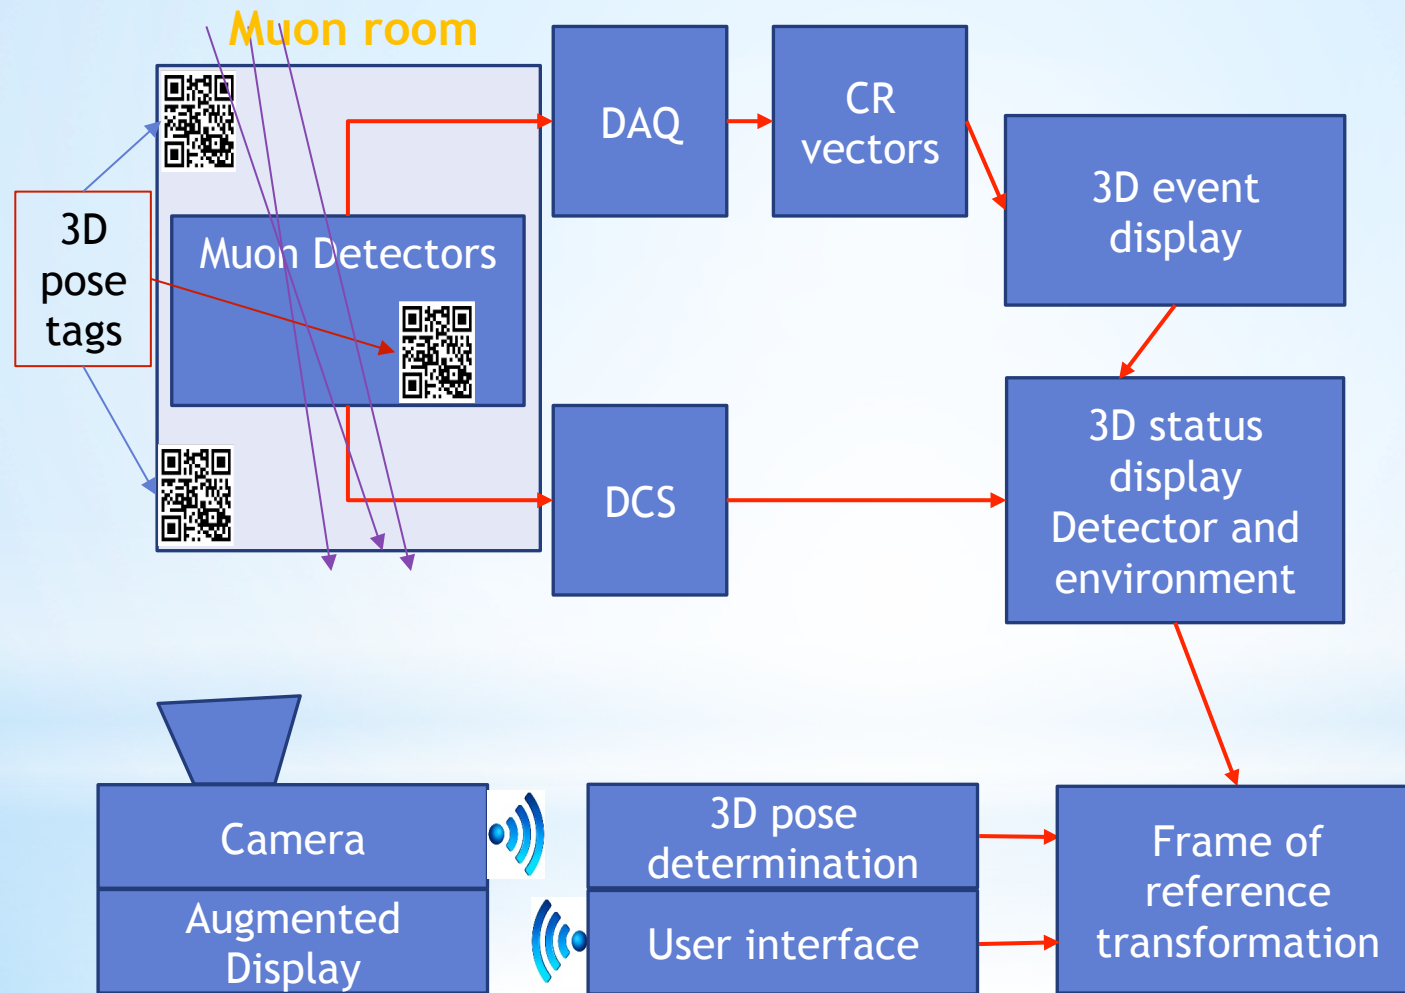 Muon room
DAQ
CR
vectors
3D event
display
3D
pose
tags
Muon Detectors
DCS
3D status
display
Detector and
environment
Camera
Augmented
Display
3D pose
determination
User interface
Frame of
reference
transformation